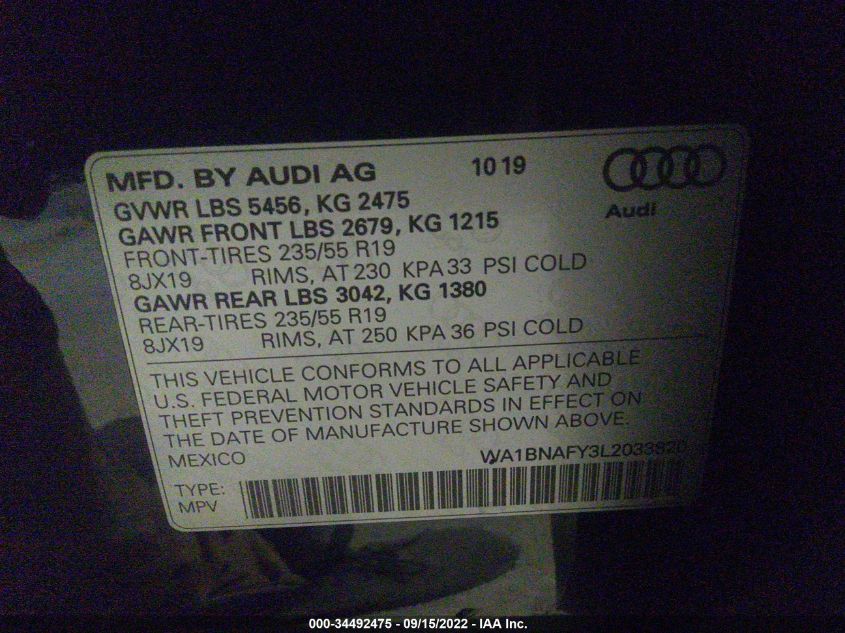 MFD. BY AUDI AG 10 19
Audi
GVWR LBS 5456, KG 2475
GAWR FRONT LBS 2679, KG 1215
FRONT-TIRES 235/55 R19
8JX19 RIMS, AT 230 KPA 33 PSI COLD
GAWR REAR LBS 3042, KG 1380
REAR-TIRES 235/55 R19
8JX19 RIMS, AT 250 KPA 36 PSI COLD
THIS VEHICLE CONFORMS TO ALL APPLICABLE
U.S. FEDERAL MOTOR VEHICLE SAFETY AND
THEFT PREVENTION STANDARDS IN EFFECT ON
THE DATE OF MANUFACTURE SHOWN ABOVE.
MEXICO WA1BNAFY3L2033820
TYPE:
MPV
000-34492475 - 09/15/2022 - IAA Inc.